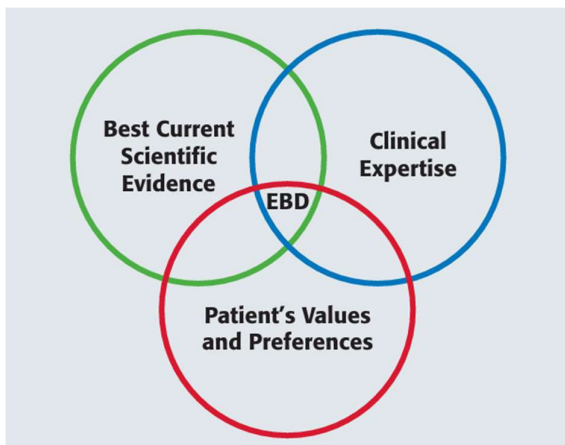 Best Current
Scientific
Evidence
Clinical
Expertise
EBD
Patient’s Values
and Preferences